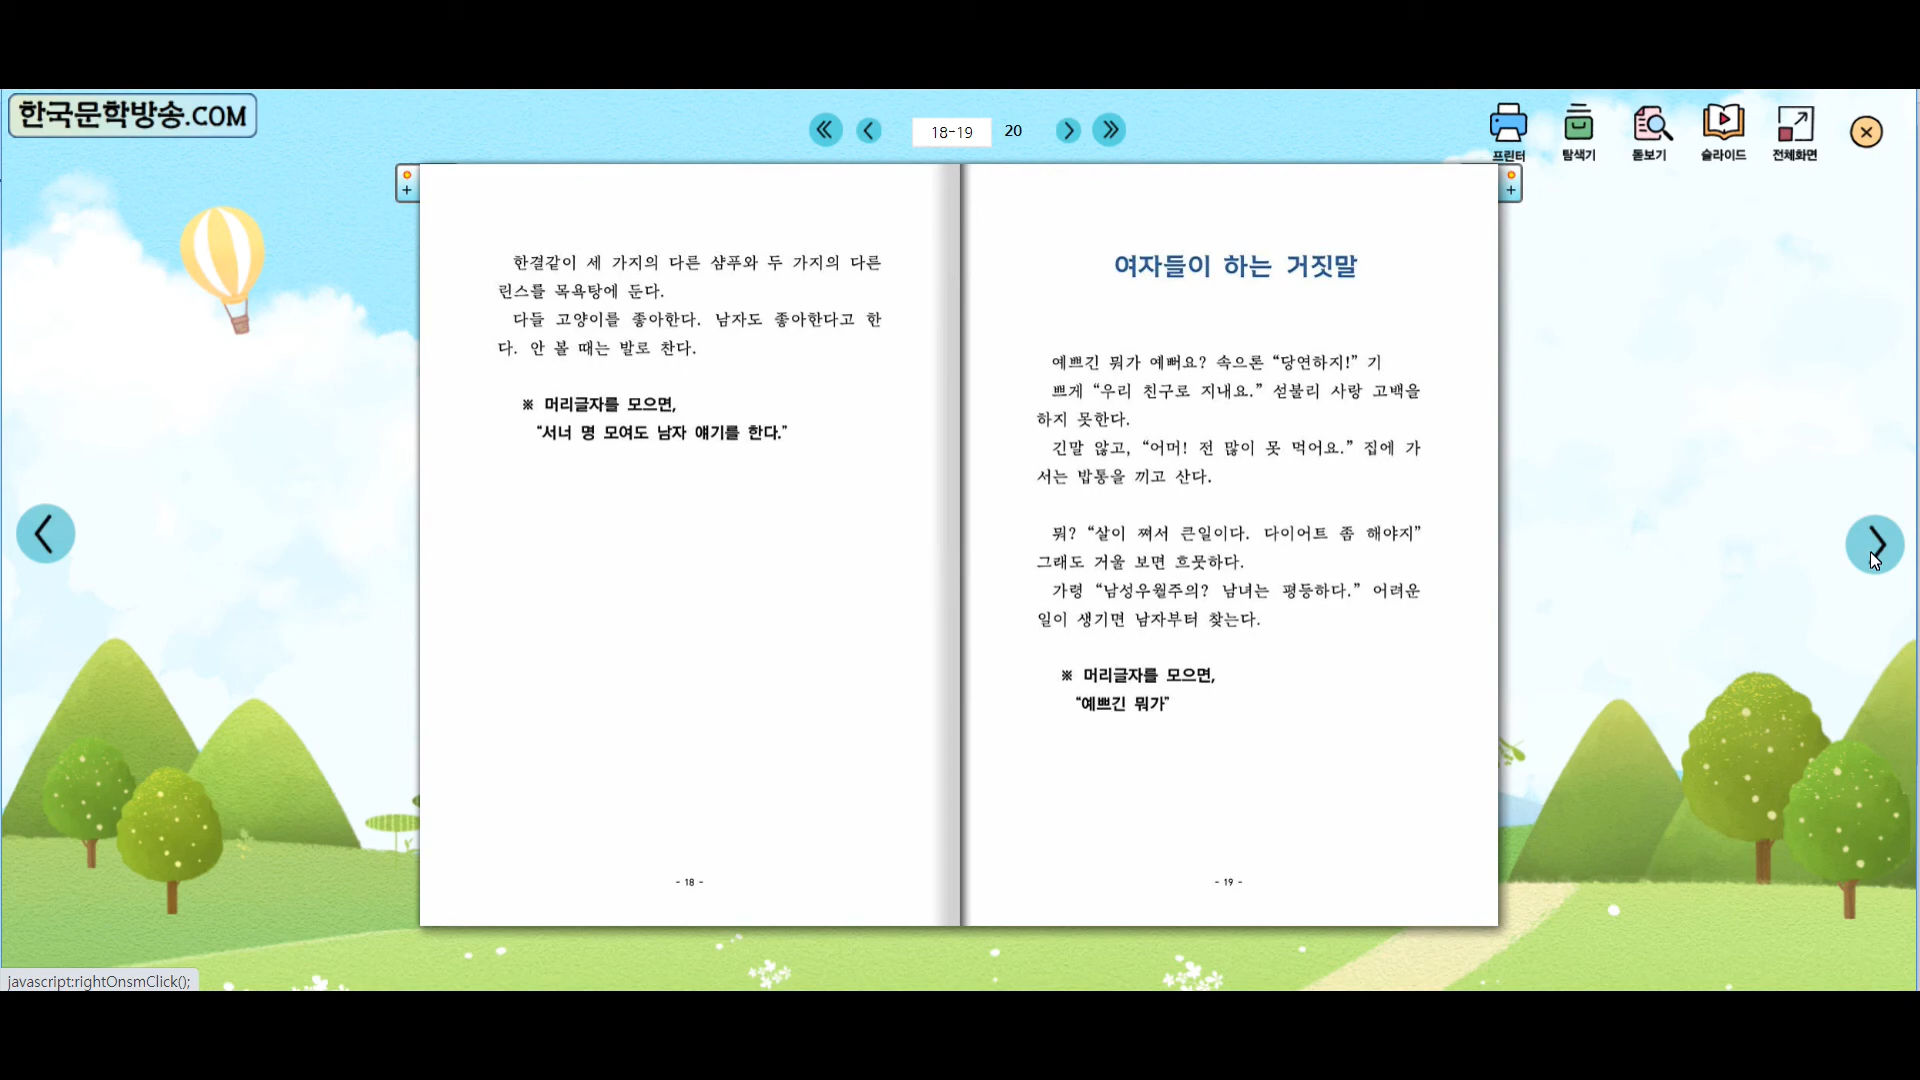 한국문학방송.COM
18-19
20
프린터
탐색기
돋보기
슬라이드
전체화면
한결같이 세 가지의 다른 샴푸와 두 가지의 다른
린스를 목욕탕에 둔다.
다들 고양이를 좋아한다. 남자도 좋아한다고 한
다. 안 볼 때는 발로 찬다.
※ 머리글자를 모으면,
“서너 명 모여도 남자 얘기를 한다.”
- 18 -
여자들이 하는 거짓말
예쁘긴 뭐가 예뻐요? 속으론 “당연하지!” 기
쁘게 “우리 친구로 지내요.” 섣불리 사랑 고백을
하지 못한다.
긴말 않고, “어머! 전 많이 못 먹어요.” 집에 가
서는 밥통을 끼고 산다.
뭐? “살이 쪄서 큰일이다. 다이어트 좀 해야지”
그래도 거울 보면 흐뭇하다.
가령 “남성우월주의? 남녀는 평등하다.” 어려운
일이 생기면 남자부터 찾는다.
※ 머리글자를 모으면,
“예쁘긴 뭐가”
- 19 -
javascript:rightOnsmClick();